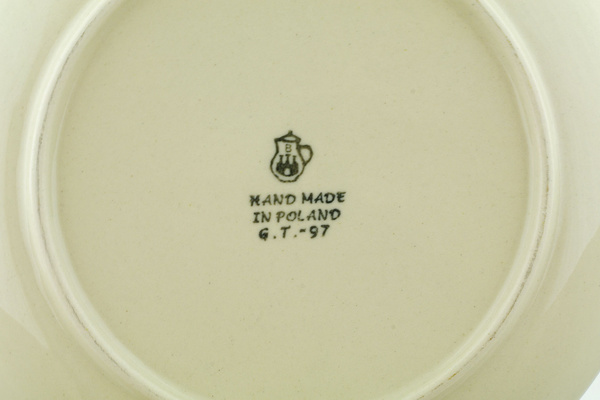 B
HAND MADE
IN POLAND
G.T.-97